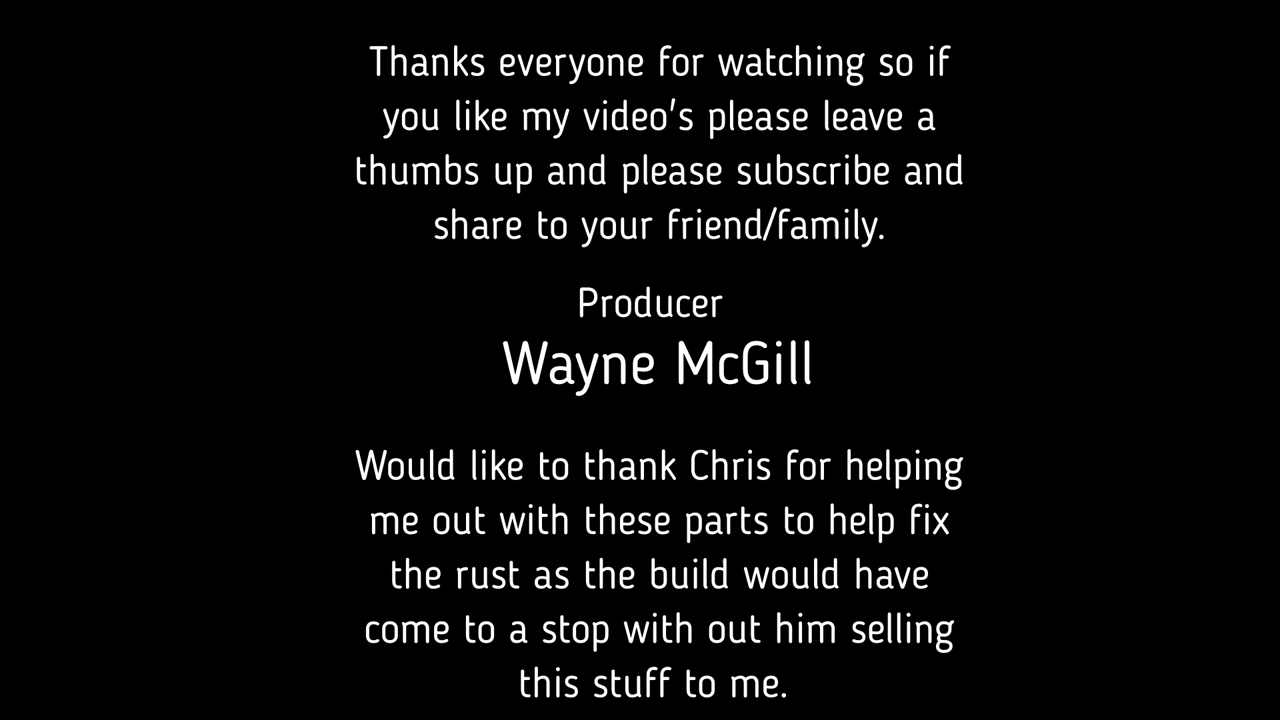 Thanks everyone for watching so if
you like my video's please leave a
thumbs up and please subscribe and
share to your friend/family.
Producer
Wayne McGill
Would like to thank Chris for helping
me out with these parts to help fix
the rust as the build would have
come to a stop with out him selling
this stuff to me.